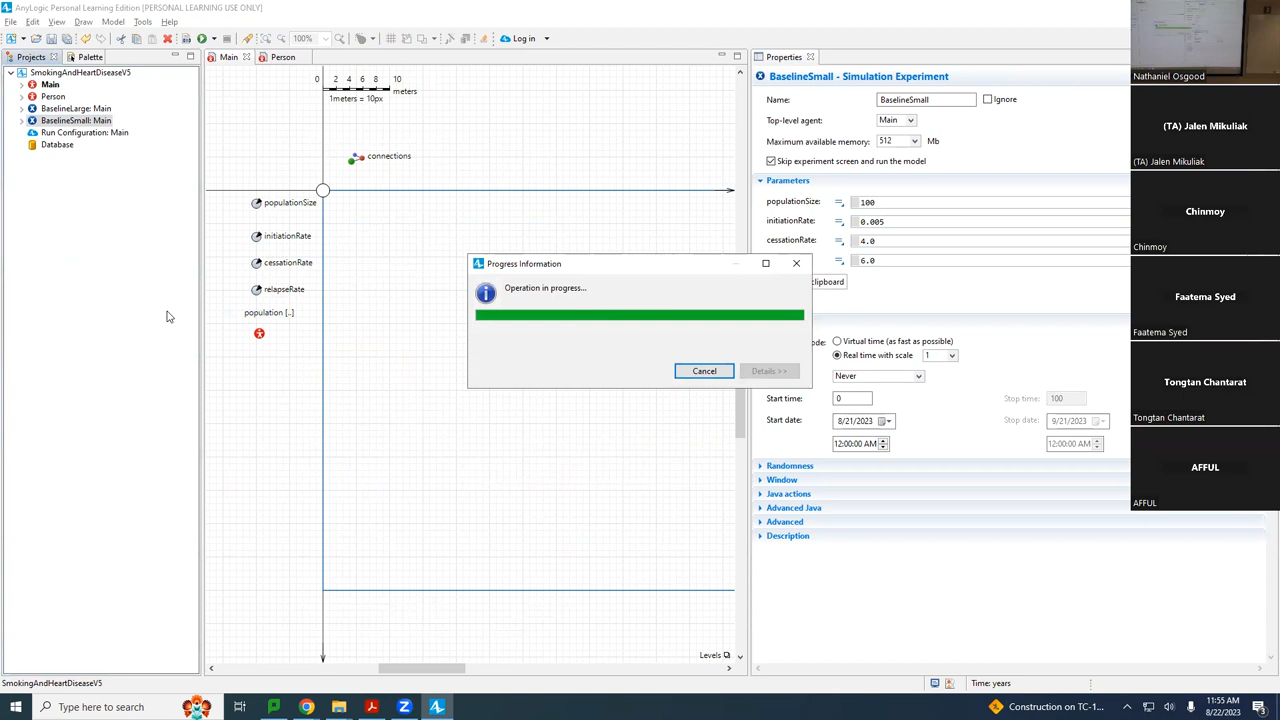 AnyLogic Personal Learning Edition [PERSONAL LEARNING USE ONLY]
File Edit View Draw Model Tools Help
100%
Log in
Projects
Palette
Main
Person
Properties
SmokingAndHeartDiseaseV5
Main
Person
BaselineLarge: Main
BaselineSmall: Main
Run Configuration: Main
Database
0 2 4 6 8 10
meters
1meters = 10px
connections
populationSize
initiationRate
cessationRate
relapseRate
population [..]
Levels
Progress Information
Operation in progress...
Cancel
Details >>
BaselineSmall - Simulation Experiment
Name:
BaselineSmall
Ignore
Top-level agent:
Main
Maximum available memory:
512
Mb
Skip experiment screen and run the model
Parameters
populationSize:
100
initiationRate:
0.005
cessationRate:
4.0
6.0
clipboard
ode:
Virtual time (as fast as possible)
Real time with scale
1
Never
Start time:
0
Stop time:
100
Start date:
8/21/2023
Stop date:
9/21/2023
12:00:00 AM
12:00:00 AM
Randomness
Window
Java actions
Advanced Java
Advanced
Description
Nathaniel Osgood
(TA) Jalen Mikuliak
(TA) Jalen Mikuliak
Chinmoy
Chinmoy
Faatema Syed
Faatema Syed
Tongtan Chantarat
Tongtan Chantarat
AFFUL
AFFUL
SmokingAndHeartDiseaseV5
Time: years
Type here to search
Construction on TC-1...
11:55 AM
8/22/2023
3